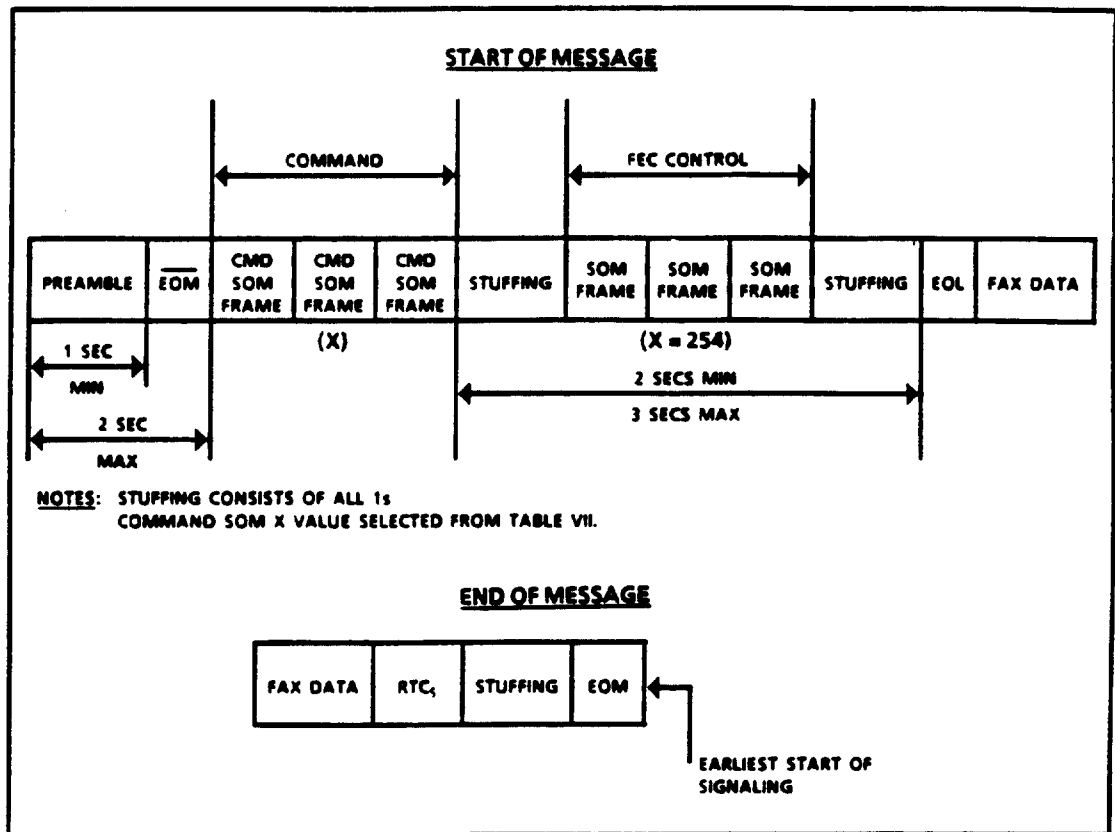 START OF MESSAGE
COMMAND
FEC CONTROL
PREAMBLE
EOM
CMD
SOM
FRAME
CMD
SOM
FRAME
CMD
SOM
FRAME
STUFFING
SOM
FRAME
SOM
FRAME
SOM
FRAME
STUFFING
EOL
FAX DATA
(X)
(X = 254)
1 SEC
MIN
2 SECS MIN
3 SECS MAX
2 SEC
MAX
NOTES: STUFFING CONSISTS OF ALL 1s
COMMAND SOM X VALUE SELECTED FROM TABLE VII.
END OF MESSAGE
FAX DATA
RTCs
STUFFING
EOM
EARLIEST START OF
SIGNALING